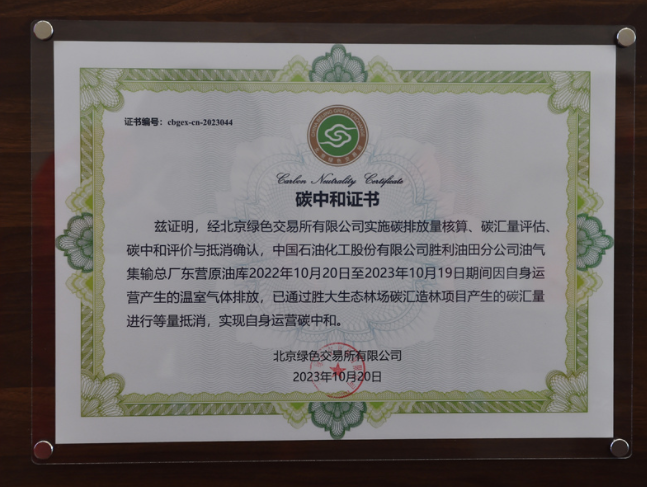 证书编号：cbgex-cn-2023044
Carbon Neutrality Certificate
碳中和证书
兹证明，经北京绿色交易所有限公司实施碳排放量核算、碳汇量评估、
碳中和评价与抵消确认，中国石油化工股份有限公司胜利油田分公司油气
集输总厂东营原油库2022年10月20日至2023年10月19日期间因自身运
营产生的温室气体排放，已通过胜大生态林场碳汇造林项目产生的碳汇量
进行等量抵消，实现自身运营碳中和。
北京绿色交易所有限公司
2023年10月20日